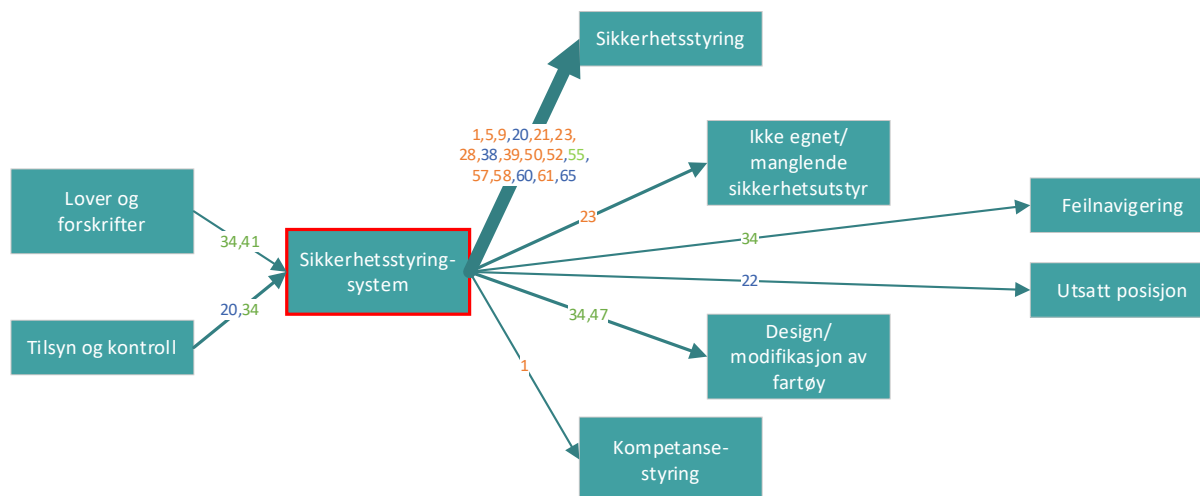 Sikkerhetsstyring
1,5,9,20,21,23,
28,38,39,50,52,55,
57,58,60,61,65
Ikke egnet/
manglende
sikkerhetsutstyr
Lover og
forskrifter
Feilnavigering
23
34
34,41
Sikkerhetsstyring-
system
22
Utsatt posisjon
20,34
34,47
Tilsyn og kontroll
Design/
modifikasjon av
fartøy
1
Kompetanse-
styring